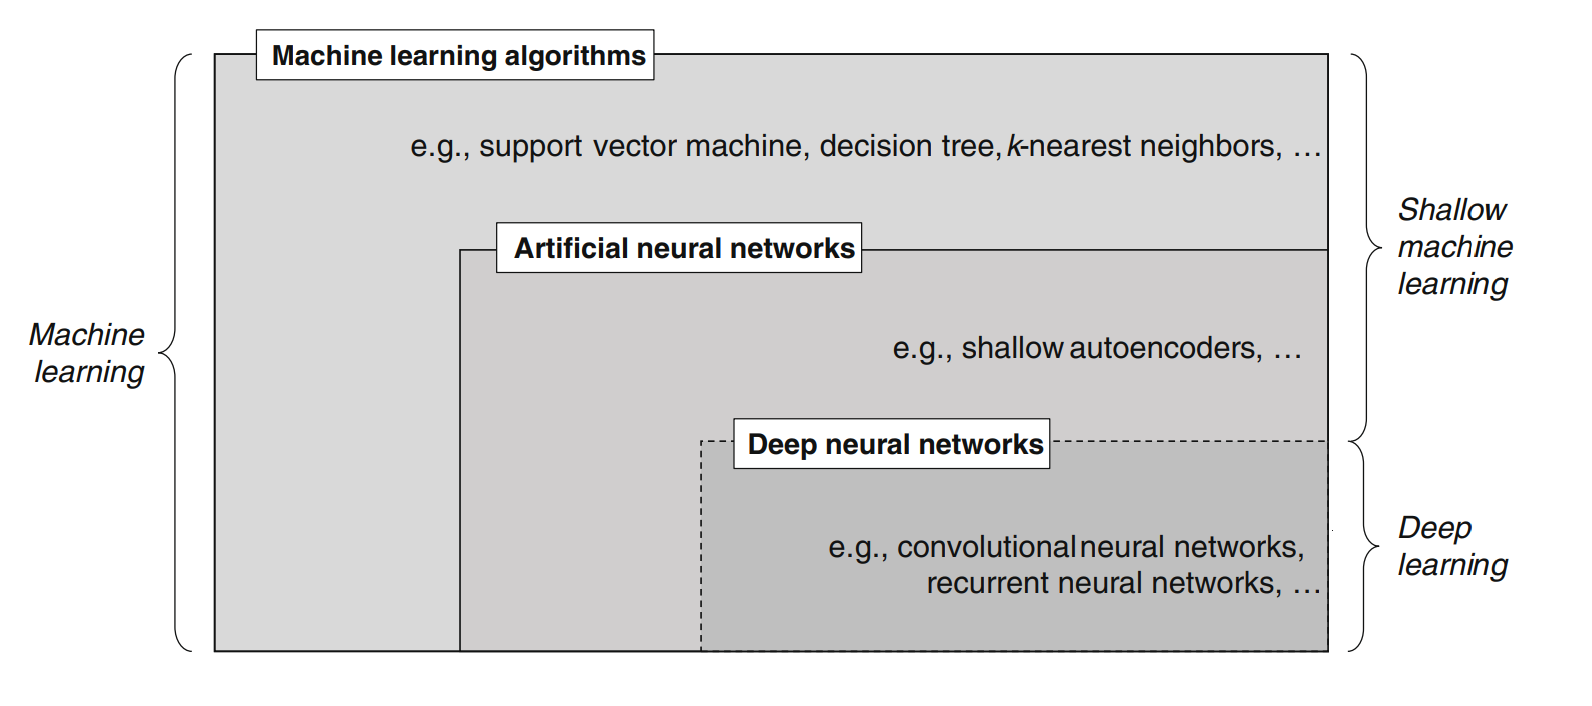 Machine learning algorithms
e.g., support vector machine, decision tree, k-nearest neighbors, …
Artificial neural networks
e.g., shallow autoencoders, …
Deep neural networks
e.g., convolutional neural networks,
recurrent neural networks, …
Machine
learning
Shallow
machine
learning
Deep
learning